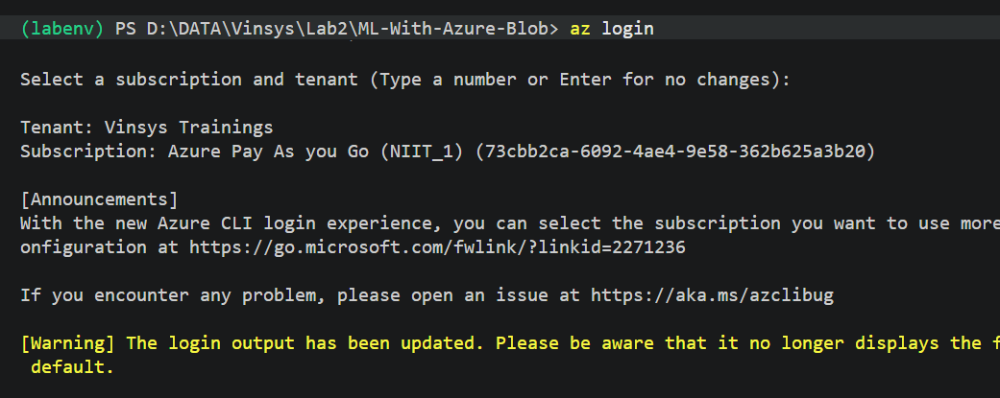 (labenv) PS D:\DATA\Vinsys\Lab2\ML-With-Azure-Blob> az login
Select a subscription and tenant (Type a number or Enter for no changes):
Tenant: Vinsys Trainings
Subscription: Azure Pay As you Go (NIIT_1) (73cbb2ca-6092-4ae4-9e58-362b625a3b20)
[Announcements]
With the new Azure CLI login experience, you can select the subscription you want to use more
onfiguration at https://go.microsoft.com/fwlink/?linkid=2271236
If you encounter any problem, please open an issue at https://aka.ms/azclibug
[Warning] The login output has been updated. Please be aware that it no longer displays the f
default.